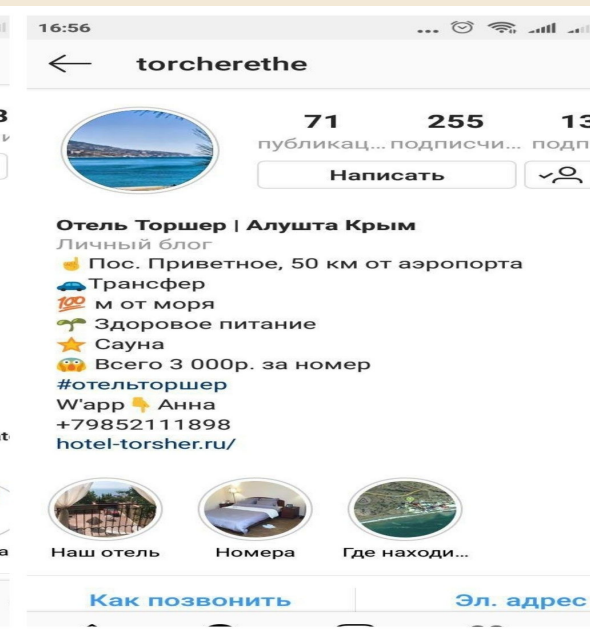 16:56
torcherethe
71 255 13
публикац... подписчи... подп
Написать
Отель Торшер | Алушта Крым
Личный блог
☝️ Пос. Приветное, 50 км от аэропорта
🚙Трансфер
💯 м от моря
🌱 Здоровое питание
⭐ Сауна
😱 Всего 3 000р. за номер
#отельторшер
W'app 👇 Анна
+79852111898
hotel-torsher.ru/
Наш отель Номера Где находи...
Как позвонить Эл. адрес